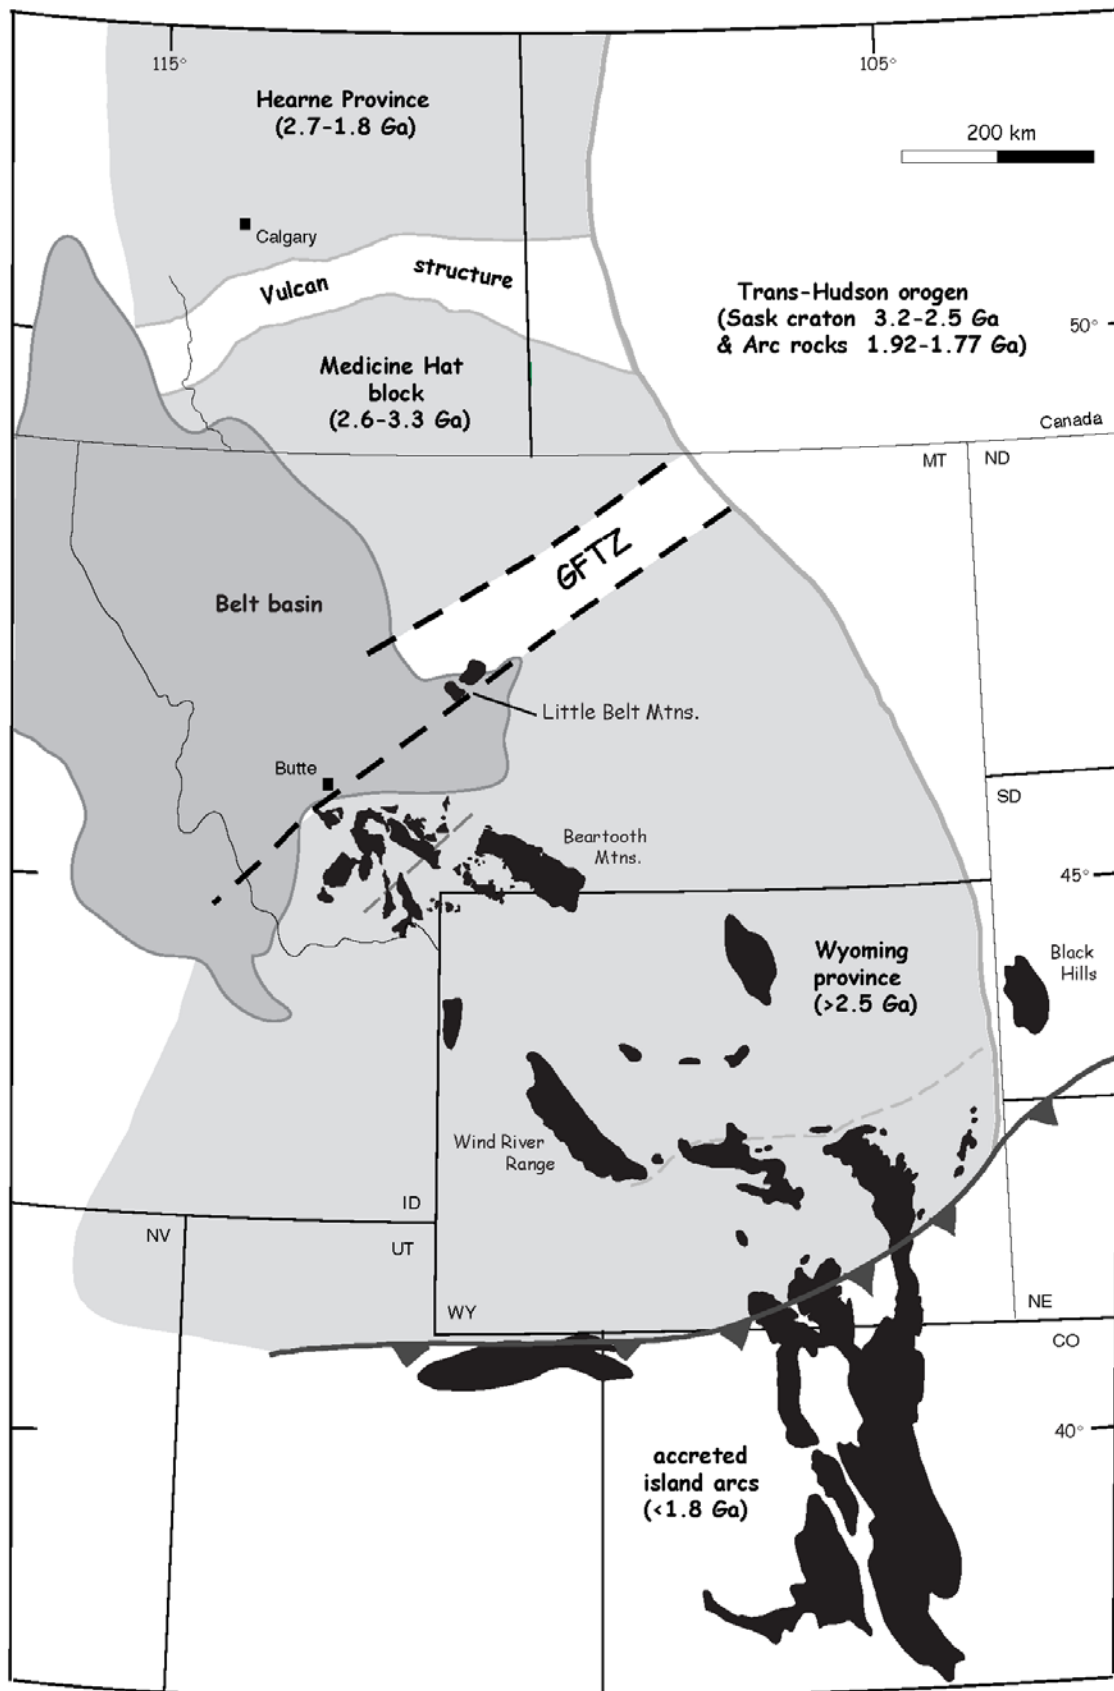 115°
105°
Hearne Province
(2.7-1.8 Ga)
200 km
Calgary
Vulcan structure
Trans-Hudson orogen
(Sask craton 3.2-2.5 Ga
& Arc rocks 1.92-1.77 Ga)
50°
Medicine Hat
block
(2.6-3.3 Ga)
Canada
MT
ND
GFTZ
Belt basin
Little Belt Mtns.
Butte
SD
Beartooth
Mtns.
45°
Wyoming
province
(>2.5 Ga)
Black
Hills
Wind River
Range
ID
NV
UT
WY
NE
CO
40°
accreted
island arcs
(<1.8 Ga)